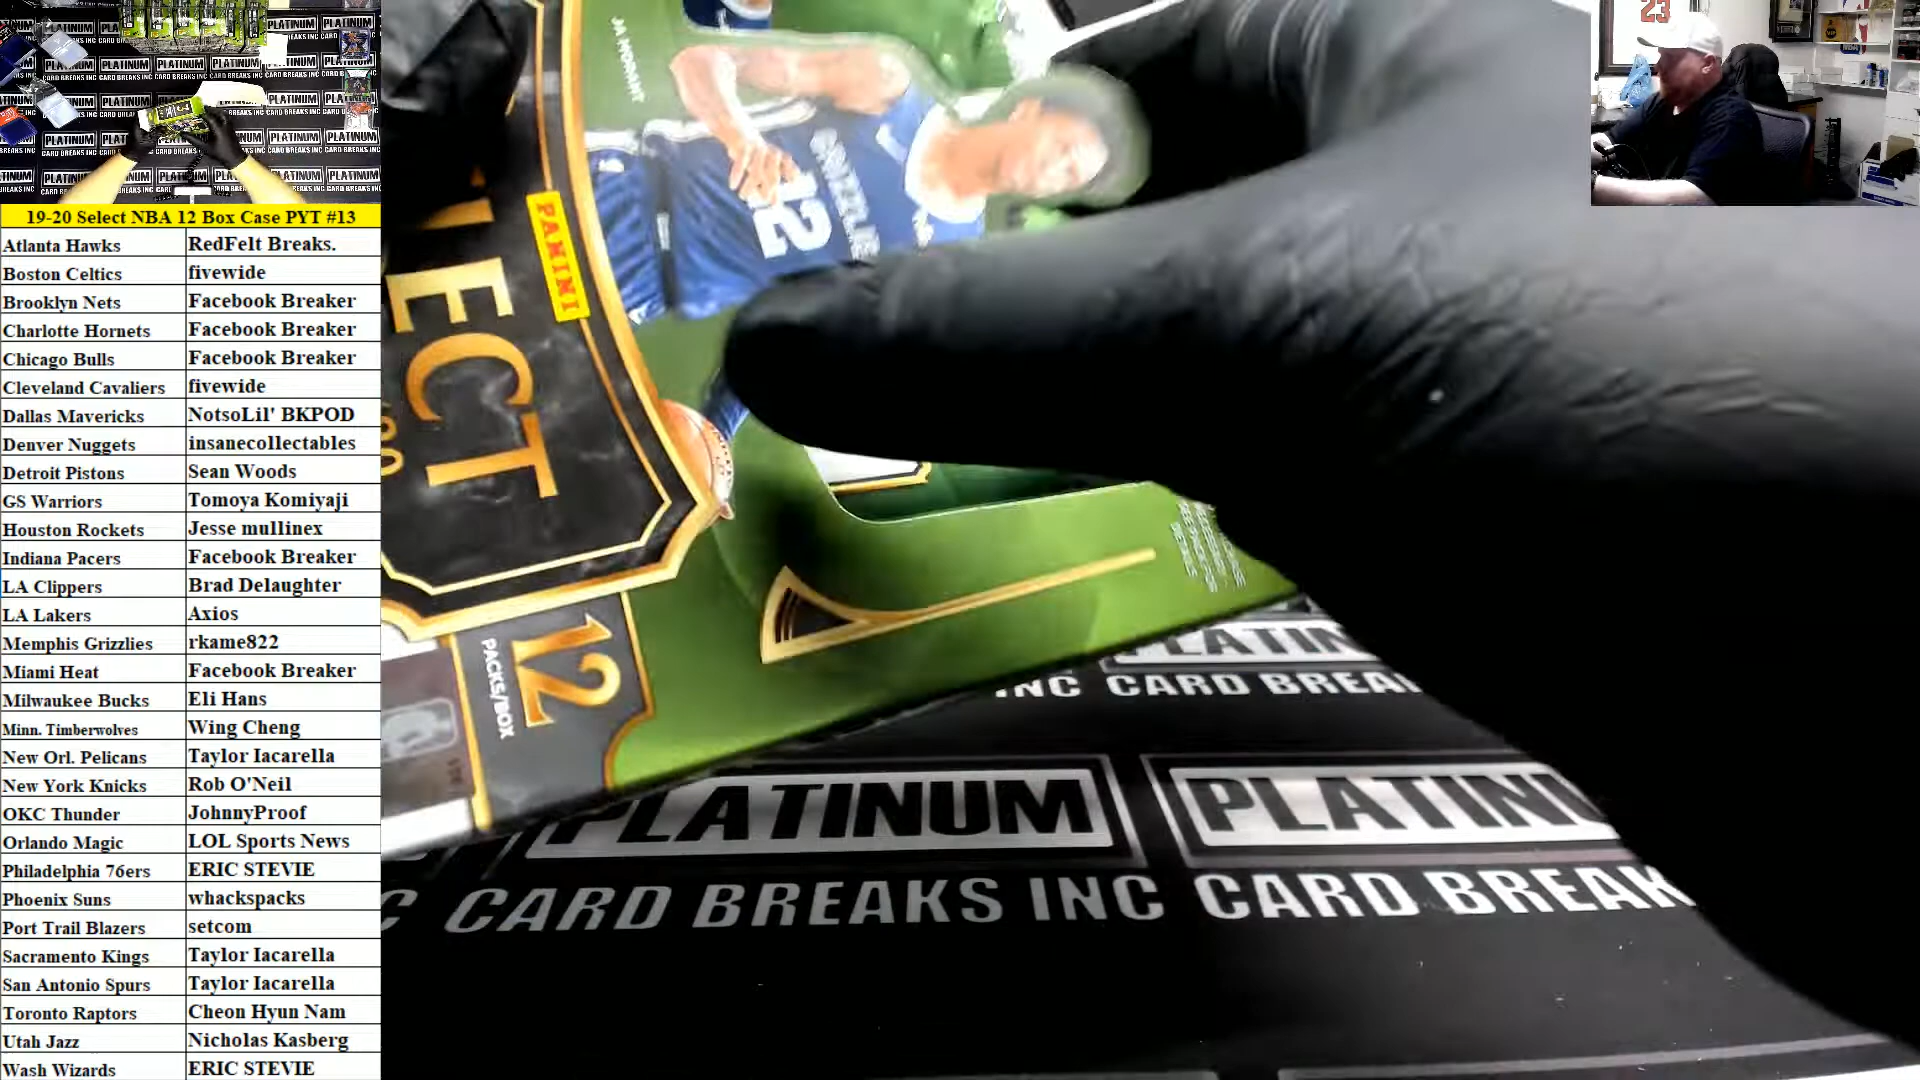 19-20 Select NBA 12 Box Case PYT #13
Atlanta Hawks RedFelt Breaks.
Boston Celtics fivewide
Brooklyn Nets Facebook Breaker
Charlotte Hornets Facebook Breaker
Chicago Bulls Facebook Breaker
Cleveland Cavaliers fivewide
Dallas Mavericks NotsoLil' BKPOD
Denver Nuggets insanecollectables
Detroit Pistons Sean Woods
GS Warriors Tomoya Komiyaji
Houston Rockets Jesse mullinex
Indiana Pacers Facebook Breaker
LA Clippers Brad Delaughter
LA Lakers Axios
Memphis Grizzlies rkame822
Miami Heat Facebook Breaker
Milwaukee Bucks Eli Hans
Minn. Timberwolves Wing Cheng
New Orl. Pelicans Taylor Iacarella
New York Knicks Rob O'Neil
OKC Thunder JohnnyProof
Orlando Magic LOL Sports News
Philadelphia 76ers ERIC STEVIE
Phoenix Suns whackspacks
Port Trail Blazers setcom
Sacramento Kings Taylor Iacarella
San Antonio Spurs Taylor Iacarella
Toronto Raptors Cheon Hyun Nam
Utah Jazz Nicholas Kasberg
Wash Wizards ERIC STEVIE
JA MORANT
GRIZZLIE
12
PANINI
ECT
12
PACKS/BOX
PLATIN
INC CARD BREA
PLATINUM PLATINU
C CARD BREAKS INC CARD BREAK
23